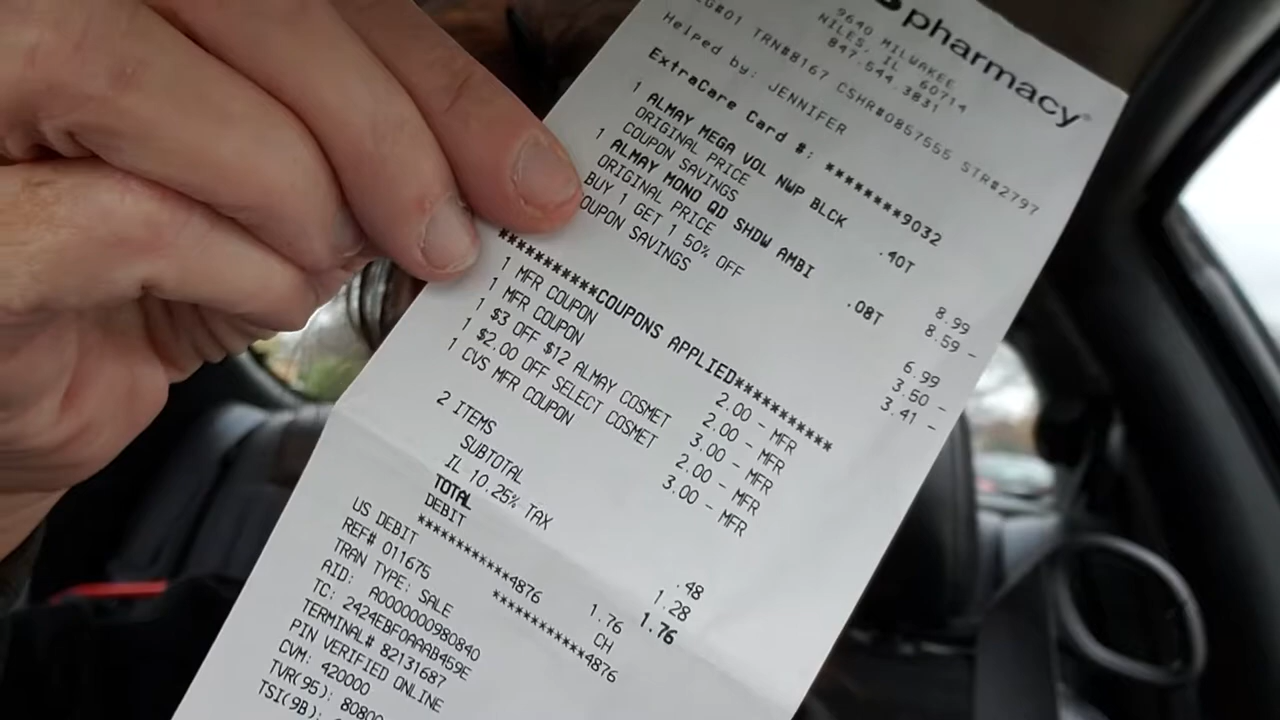 pharmacy
9640 MILWAUKEE
NILES, IL 60714
847.544.3831
TRN#8167 CSHR#0867555 STR#2797
Helped by: JENNIFER
ExtraCare Card #: ********9032
1 ALMAY MEGA VOL NWP BLCK .40T
ORIGINAL PRICE 8.99
COUPON SAVINGS 8.59 -
1 ALMAY MONO QD SHDW AMBI .08T
ORIGINAL PRICE 6.99
BUY 1 GET 1 50% OFF 3.50 -
OUPON SAVINGS 3.41 -
**********COUPONS APPLIED**********
1 MFR COUPON 2.00 - MFR
1 MFR COUPON 2.00 - MFR
1 $3 OFF $12 ALMAY COSMET 3.00 - MFR
1 $2.00 OFF SELECT COSMET 2.00 - MFR
1 CVS MFR COUPON 3.00 - MFR
2 ITEMS
SUBTOTAL .48
IL 10.25% TAX 1.28
TOTAL 1.76
DEBIT 1.76
************4876 CH
US DEBIT ************4876
REF# 011675
TRAN TYPE: SALE
AID: A0000000980840
TC: 2424EBF0AAAB459E
TERMINAL# 82131687
PIN VERIFIED ONLINE
CVM: 420000
TVR(95): 80800
TSI(9B):